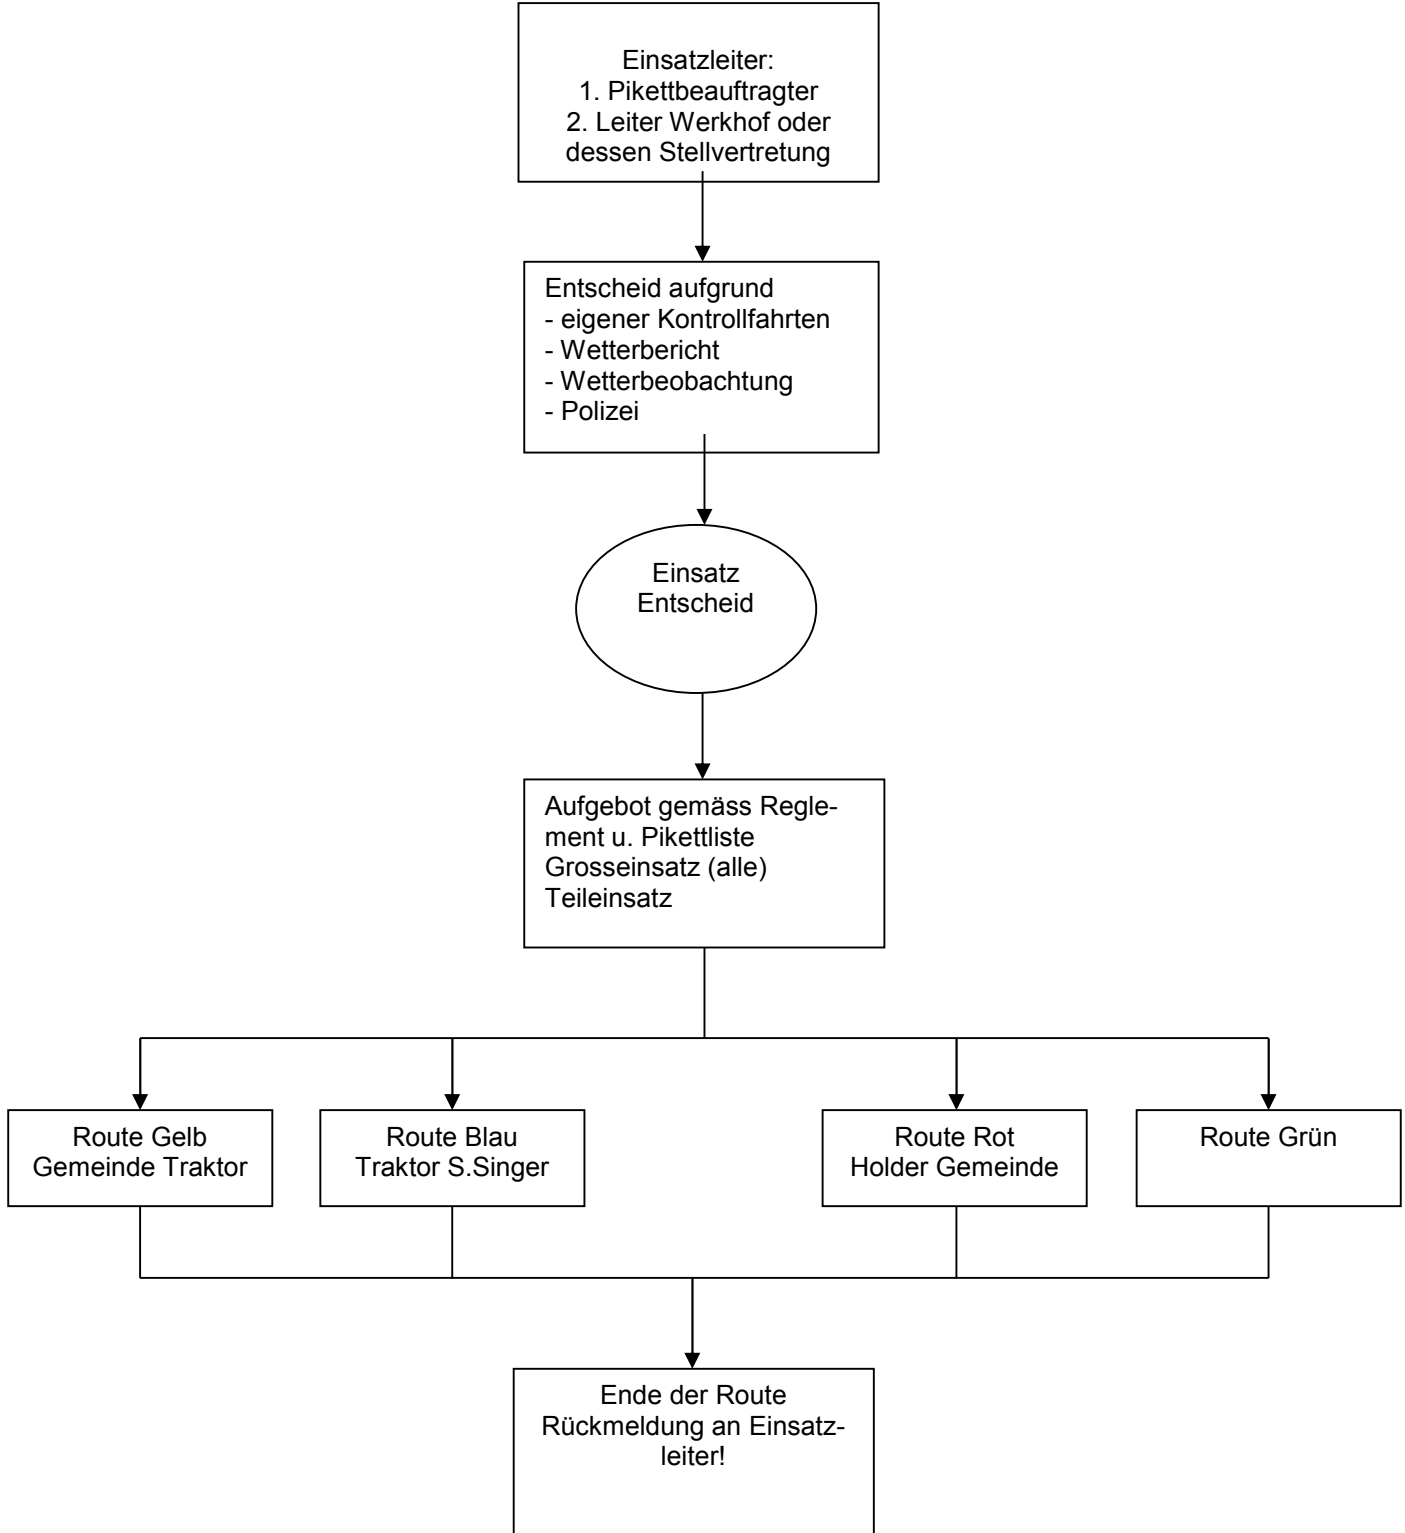 Einsatzleiter:
1. Pikettbeauftragter
2. Leiter Werkhof oder
dessen Stellvertretung
Entscheid aufgrund
- eigener Kontrollfahrten
- Wetterbericht
- Wetterbeobachtung
- Polizei
Einsatz
Entscheid
Aufgebot gemäss Regle-
ment u. Pikettliste
Grosseinsatz (alle)
Teileinsatz
Route Gelb
Gemeinde Traktor
Route Blau
Traktor S.Singer
Route Rot
Holder Gemeinde
Route Grün
Ende der Route
Rückmeldung an Einsatz-
leiter!